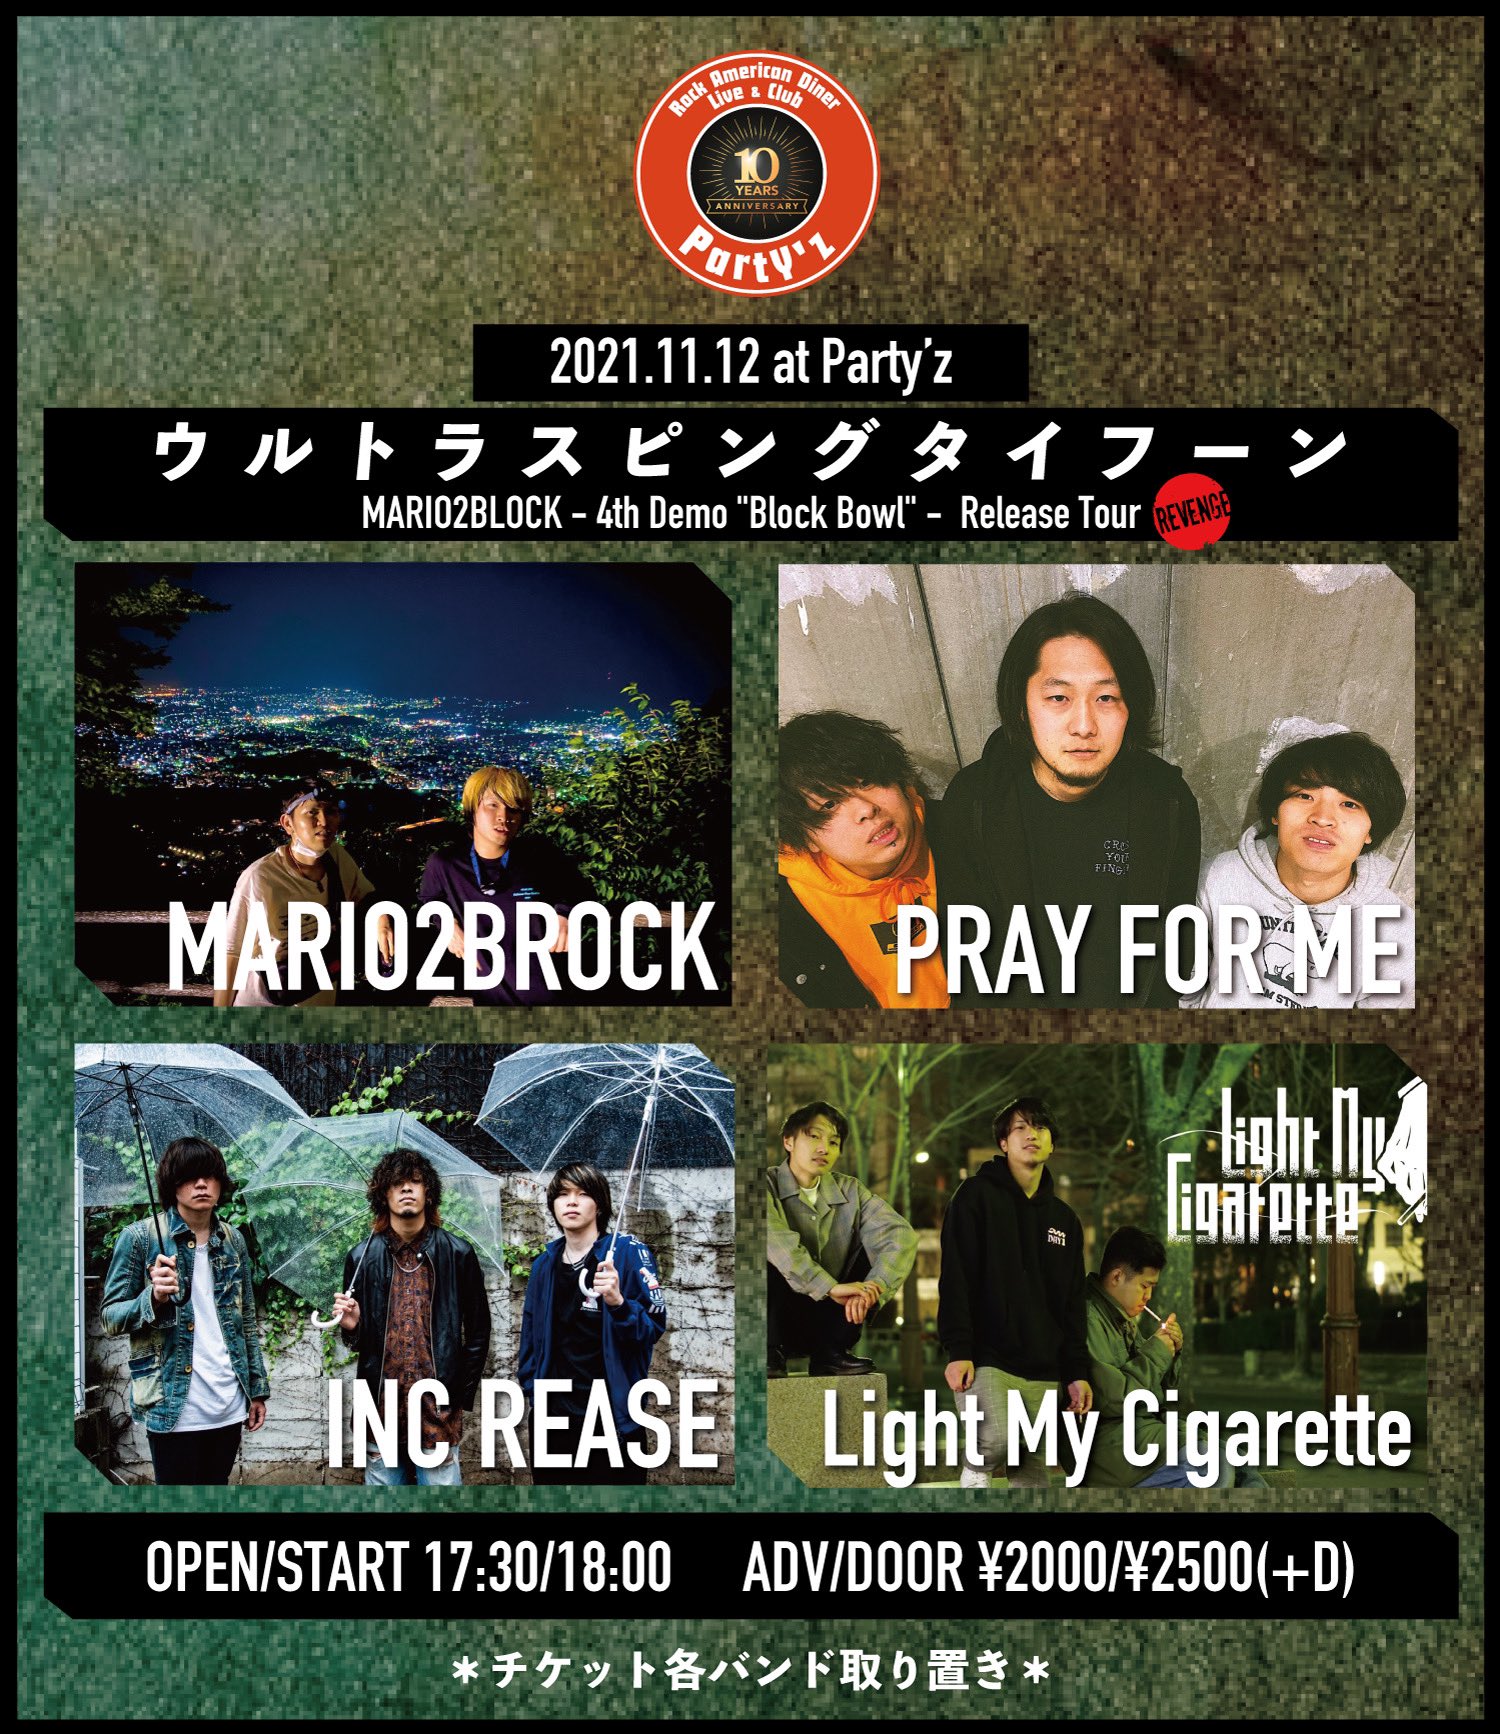 Rock American Diner
Live & Club
10
YEARS
ANNIVERSARY
PartY'z
2021.11.12 at Party'z
ウルトラスピングタイフーン
MARIO2BLOCK - 4th Demo "Block Bowl" - Release Tour REVENGE
MARIO2BROCK
PRAY FOR ME
INC REASE
Light My
Cigarette
Light My Cigarette
OPEN/START 17:30/18:00 ADV/DOOR ¥2000/¥2500(+D)
＊チケット各バンド取り置き＊